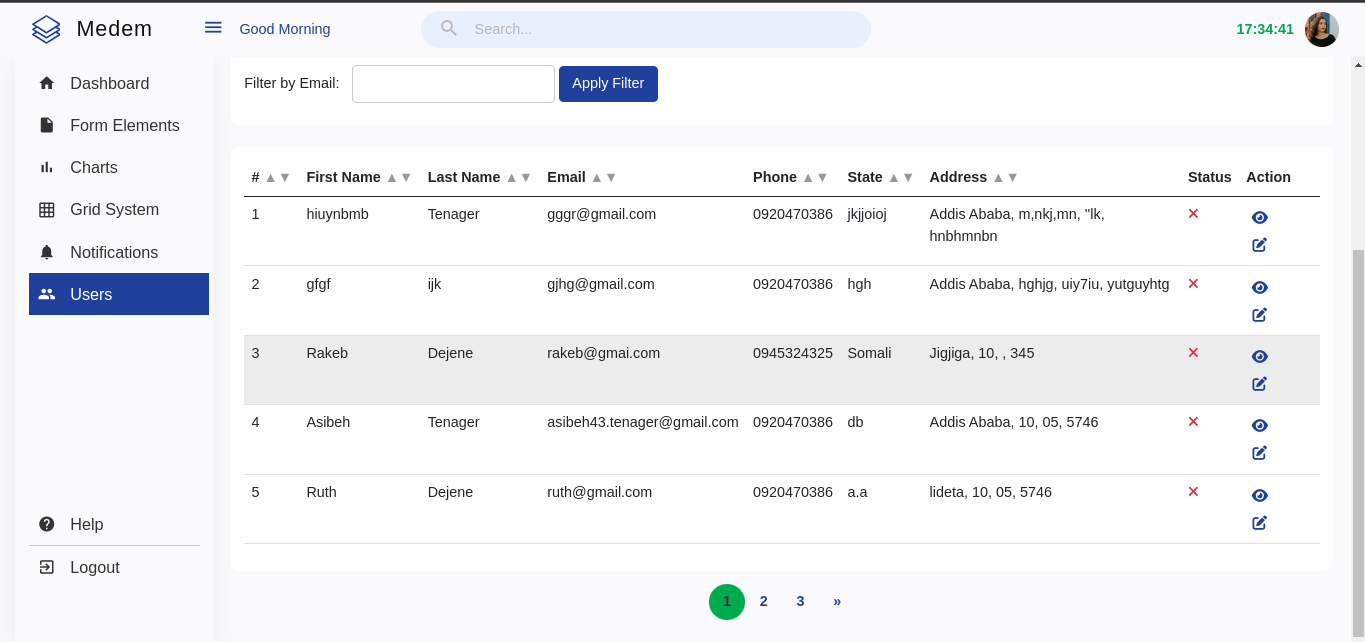 Medem
Good Morning
Search...
17:34:41
Dashboard
Form Elements
Charts
Grid System
Notifications
Users
Help
Logout
Filter by Email:
Apply Filter
# ▲ ▼ First Name ▲ ▼ Last Name ▲ ▼ Email ▲ ▼ Phone ▲ ▼ State ▲ ▼ Address ▲ ▼ Status Action
1 hiuynbmb Tenager gggr@gmail.com 0920470386 jkjjoioj Addis Ababa, m,nkj,mn, "lk,
hnbhmnbn
2 gfgf ijk gjhg@gmail.com 0920470386 hgh Addis Ababa, hghjg, uiy7iu, yutguyhtg
3 Rakeb Dejene rakeb@gmai.com 0945324325 Somali Jigjiga, 10, , 345
4 Asibeh Tenager asibeh43.tenager@gmail.com 0920470386 db Addis Ababa, 10, 05, 5746
5 Ruth Dejene ruth@gmail.com 0920470386 a.a lideta, 10, 05, 5746
1 2 3 »